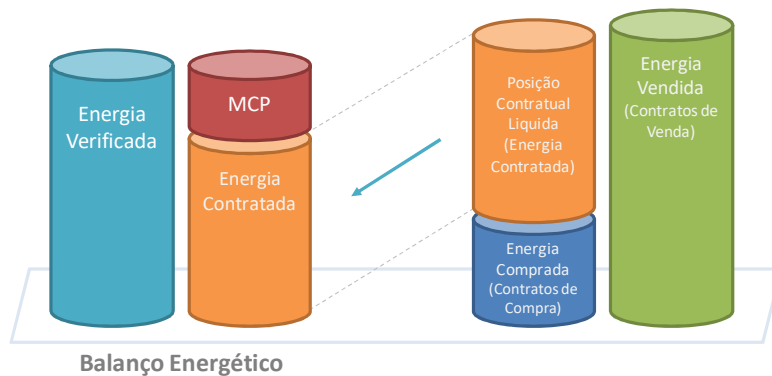 Energia
Verificada
MCP
Energia
Contratada
Posição
Contratual
Liquida
(Energia
Contratada)
Energia
Comprada
(Contratos de
Compra)
Energia
Vendida
(Contratos de
Venda)
Balanço Energético